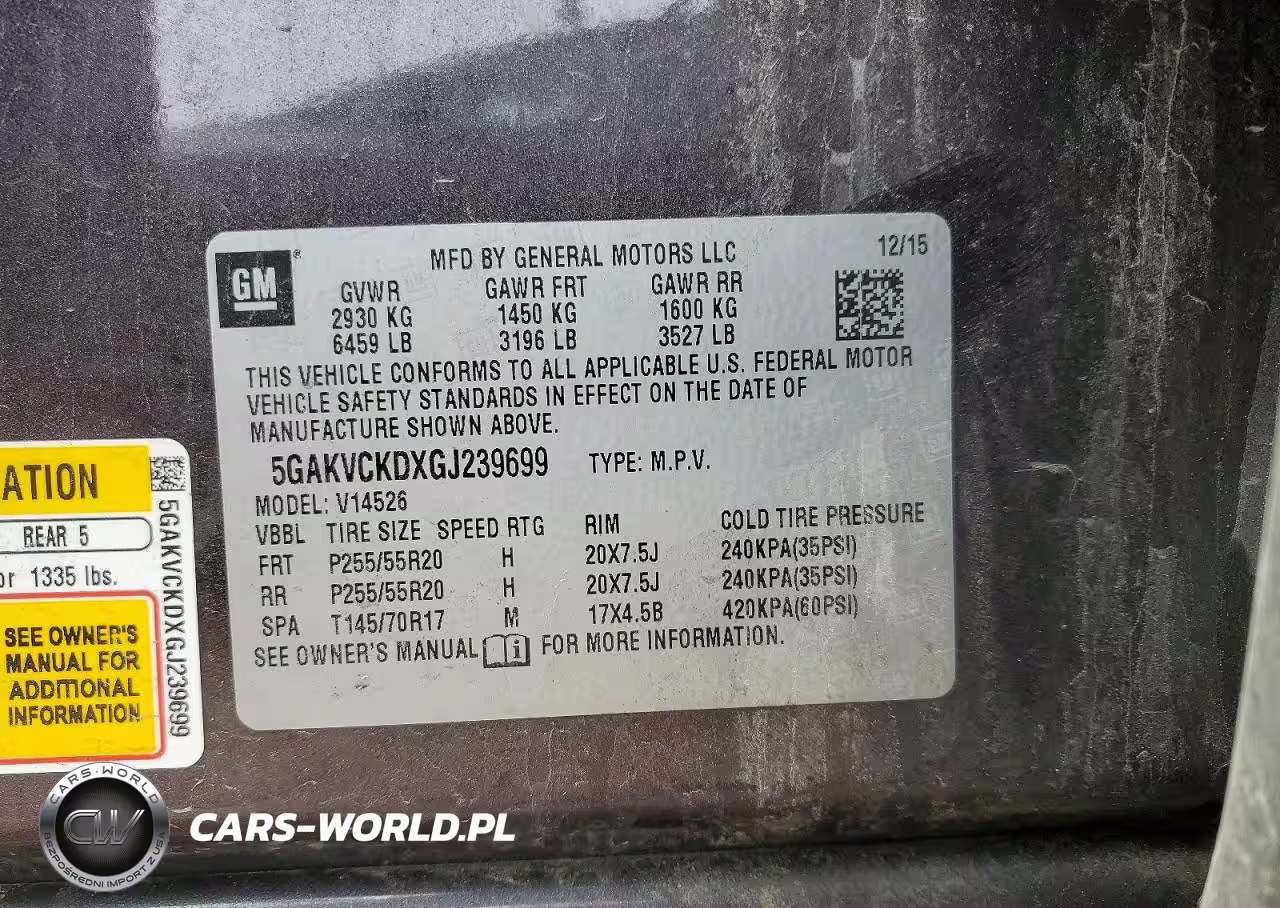 GM
®
MFD BY GENERAL MOTORS LLC
12/15
GVWR GAWR FRT GAWR RR
2930 KG 1450 KG 1600 KG
6459 LB 3196 LB 3527 LB
THIS VEHICLE CONFORMS TO ALL APPLICABLE U.S. FEDERAL MOTOR
VEHICLE SAFETY STANDARDS IN EFFECT ON THE DATE OF
MANUFACTURE SHOWN ABOVE.
5GAKVCKDXGJ239699 TYPE: M.P.V.
MODEL: V14526
VBBL TIRE SIZE SPEED RTG RIM COLD TIRE PRESSURE
FRT P255/55R20 H 20X7.5J 240KPA(35PSI)
RR P255/55R20 H 20X7.5J 240KPA(35PSI)
SPA T145/70R17 M 17X4.5B 420KPA(60PSI)
SEE OWNER'S MANUAL i FOR MORE INFORMATION.
ATION
REAR 5
or 1335 lbs.
SEE OWNER'S
MANUAL FOR
ADDITIONAL
INFORMATION
5GAKVCKDXGJ239699
CARS-WORLD
CW
BEZPOŚREDNI IMPORT Z USA
CARS-WORLD.PL